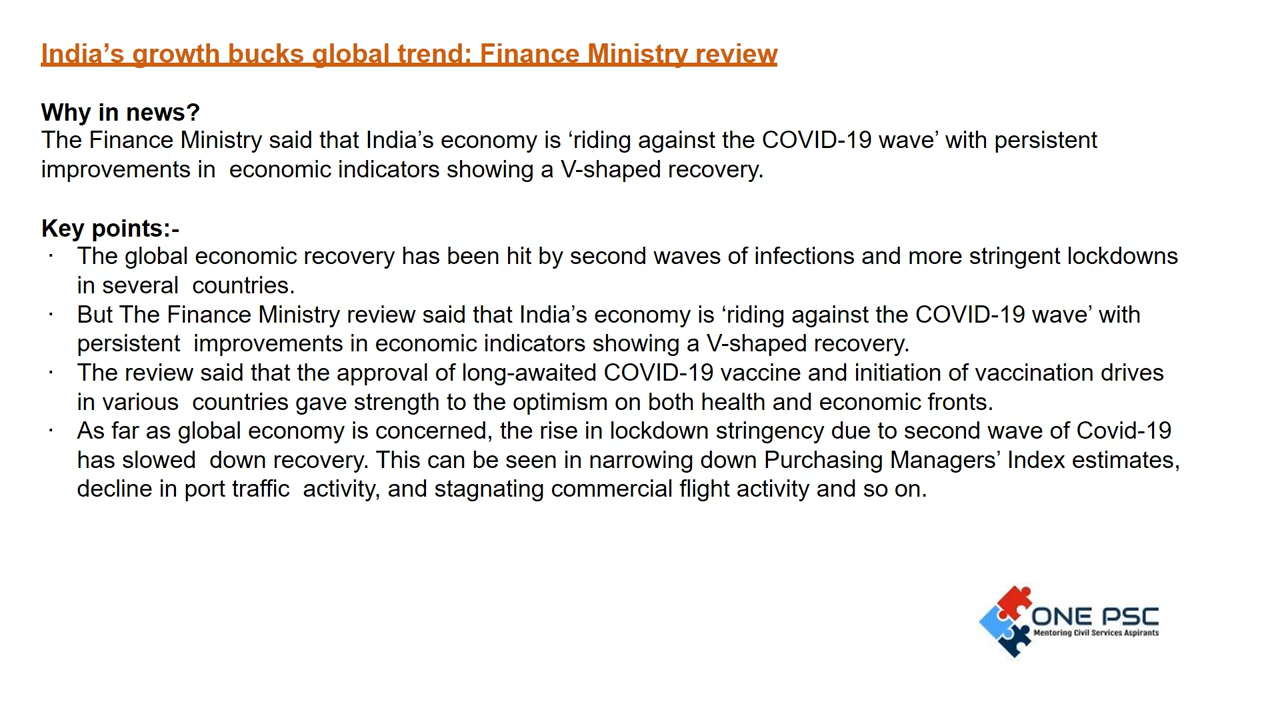 India’s growth bucks global trend: Finance Ministry review
Why in news?
The Finance Ministry said that India’s economy is ‘riding against the COVID-19 wave’ with persistent
improvements in  economic indicators showing a V-shaped recovery.
Key points:-
· The global economic recovery has been hit by second waves of infections and more stringent lockdowns
in several  countries.
· But The Finance Ministry review said that India’s economy is ‘riding against the COVID-19 wave’ with
persistent  improvements in economic indicators showing a V-shaped recovery.
· The review said that the approval of long-awaited COVID-19 vaccine and initiation of vaccination drives
in various  countries gave strength to the optimism on both health and economic fronts.
· As far as global economy is concerned, the rise in lockdown stringency due to second wave of Covid-19
has slowed  down recovery. This can be seen in narrowing down Purchasing Managers’ Index estimates,
decline in port traffic  activity, and stagnating commercial flight activity and so on.
ONE PSC
Mentoring Civil Services Aspirants